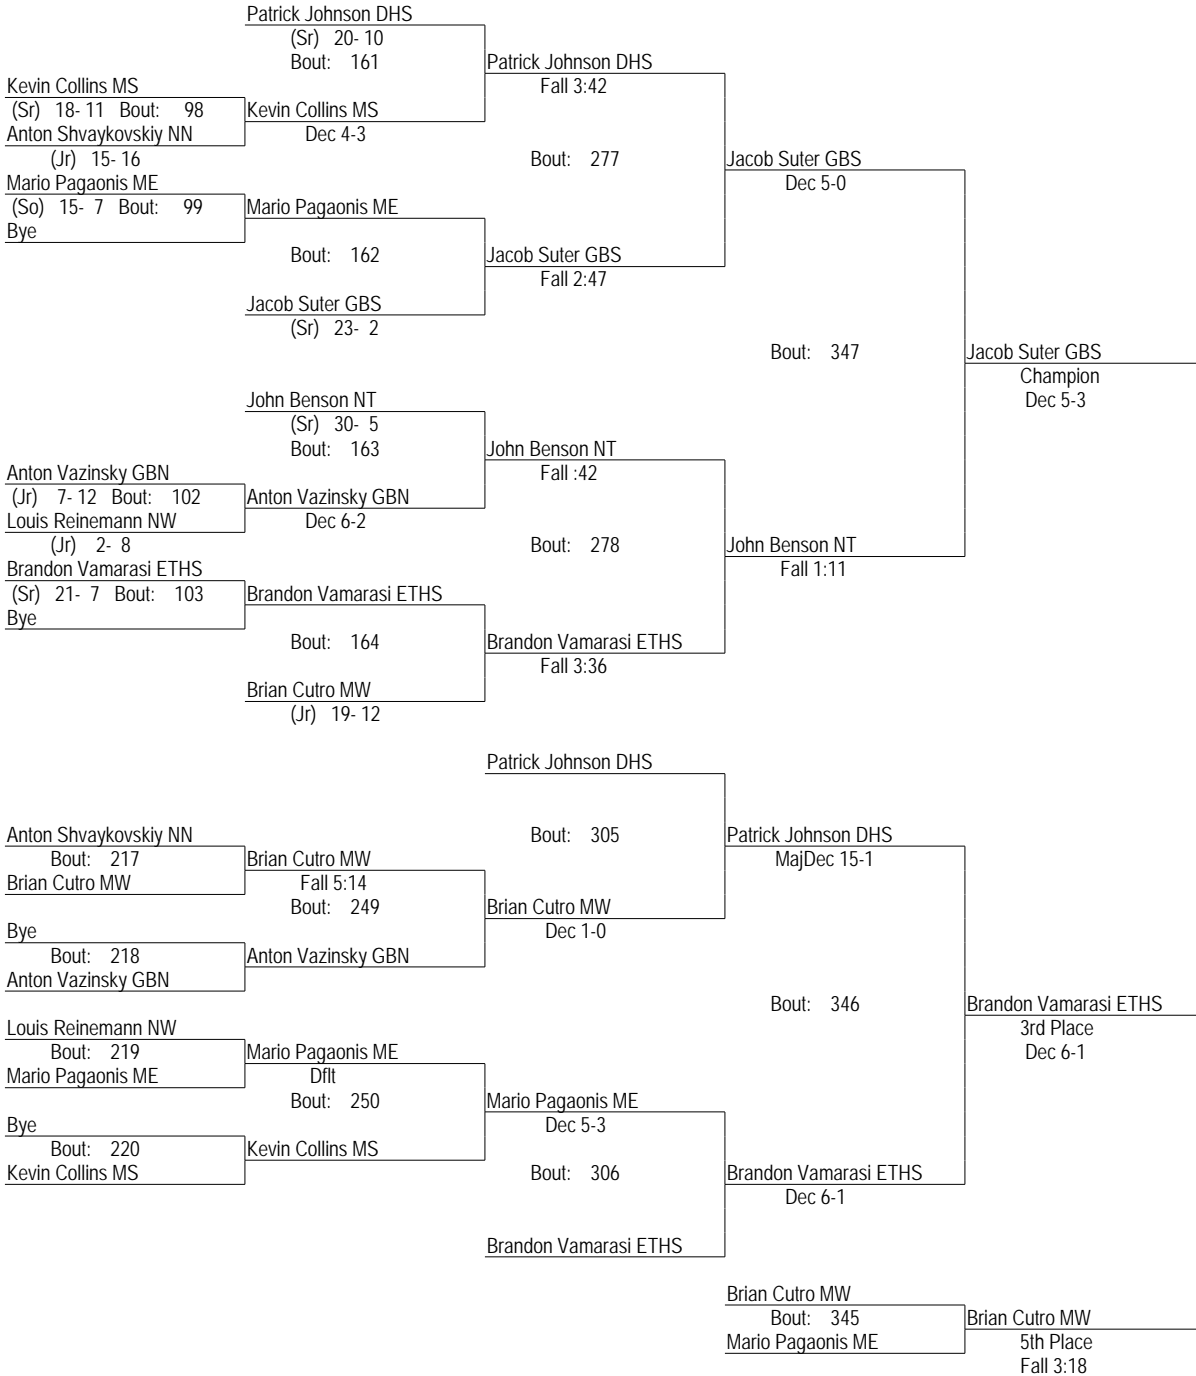 Patrick Johnson DHS
(Sr) 20- 10
Bout: 161
Patrick Johnson DHS
Fall 3:42
Kevin Collins MS
(Sr) 18- 11 Bout: 98
Kevin Collins MS
Anton Shvaykovskiy NN
Dec 4-3
(Jr) 15- 16
Bout: 277
Jacob Suter GBS
Dec 5-0
Mario Pagaonis ME
(So) 15- 7 Bout: 99
Mario Pagaonis ME
Bye
Bout: 162
Jacob Suter GBS
Fall 2:47
Jacob Suter GBS
(Sr) 23- 2
Bout: 347
Jacob Suter GBS
Champion
Dec 5-3
John Benson NT
(Sr) 30- 5
Bout: 163
John Benson NT
Fall :42
Anton Vazinsky GBN
(Jr) 7- 12 Bout: 102
Anton Vazinsky GBN
Louis Reinemann NW
Dec 6-2
(Jr) 2- 8
Bout: 278
John Benson NT
Fall 1:11
Brandon Vamarasi ETHS
(Sr) 21- 7 Bout: 103
Brandon Vamarasi ETHS
Bye
Bout: 164
Brandon Vamarasi ETHS
Fall 3:36
Brian Cutro MW
(Jr) 19- 12
Patrick Johnson DHS
Bout: 305
Patrick Johnson DHS
MajDec 15-1
Anton Shvaykovskiy NN
Bout: 217
Brian Cutro MW
Brian Cutro MW
Fall 5:14
Bout: 249
Brian Cutro MW
Dec 1-0
Bye
Bout: 218
Anton Vazinsky GBN
Anton Vazinsky GBN
Bout: 346
Brandon Vamarasi ETHS
3rd Place
Dec 6-1
Louis Reinemann NW
Bout: 219
Mario Pagaonis ME
Mario Pagaonis ME
Dflt
Bout: 250
Mario Pagaonis ME
Dec 5-3
Bye
Bout: 220
Kevin Collins MS
Kevin Collins MS
Bout: 306
Brandon Vamarasi ETHS
Dec 6-1
Brandon Vamarasi ETHS
Brian Cutro MW
Bout: 345
Brian Cutro MW
Mario Pagaonis ME
5th Place
Fall 3:18